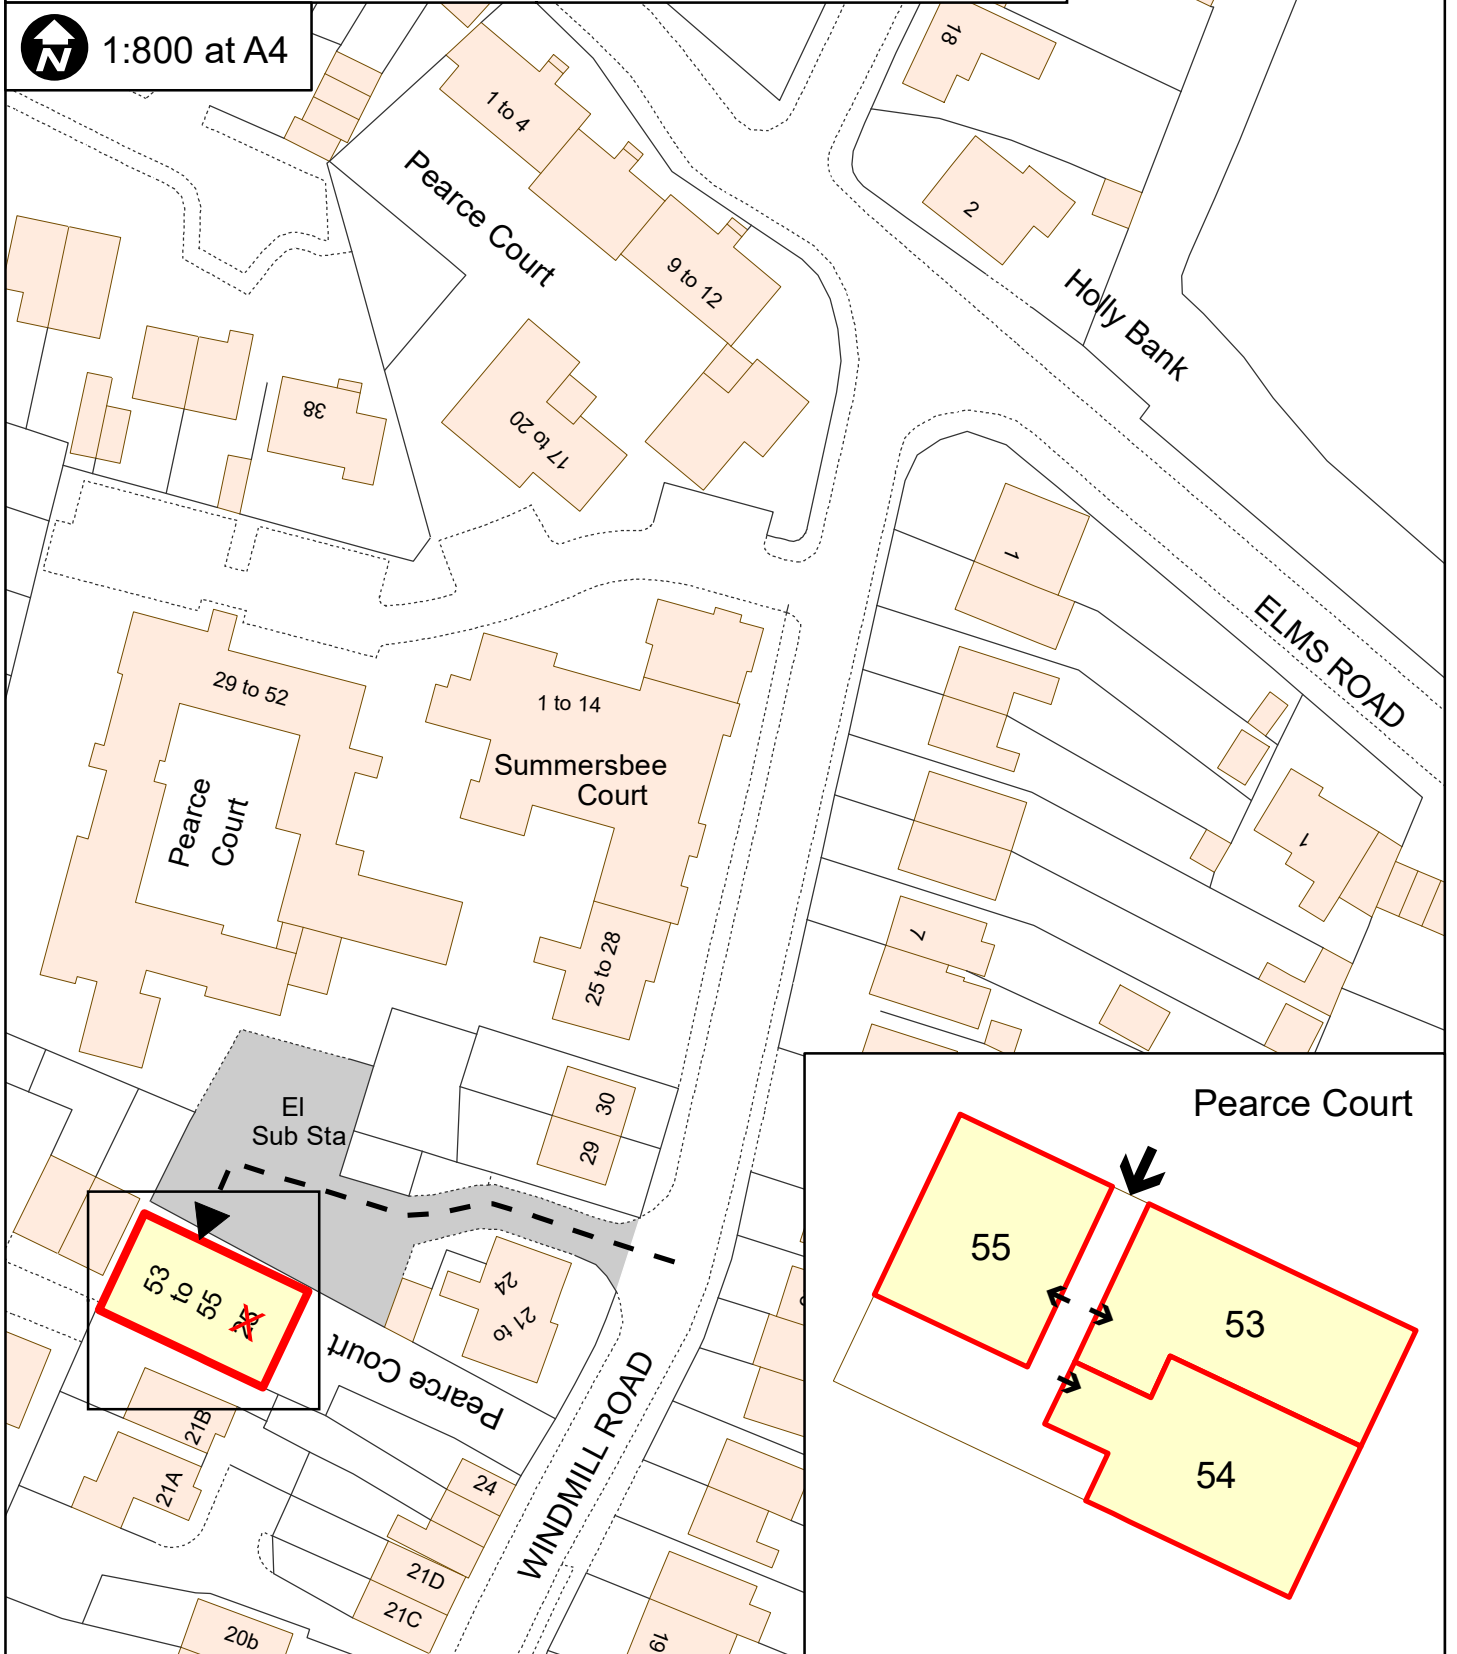 N
1:800 at A4
18
1 to 4
Pearce Court
2
9 to 12
Holly Bank
38
17 to 20
1
ELMS ROAD
29 to 52
1 to 14
Summersbee
Court
Pearce
Court
1
7
25 to 28
El
Sub Sta
30
29
Pearce Court
55
53
54
53
to
55
24
21 to
Pearce Court
21B
21A
24
WINDMILL ROAD
21D
21C
20b
19